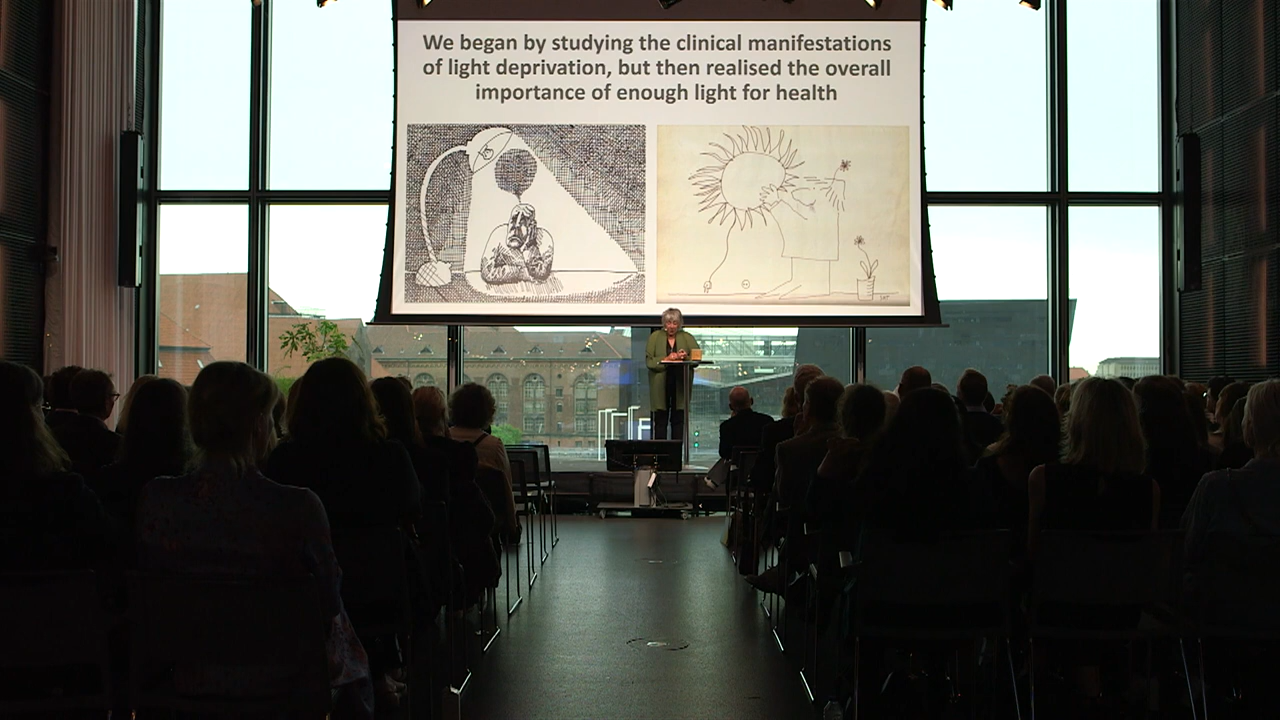 We began by studying the clinical manifestations
of light deprivation, but then realised the overall
importance of enough light for health